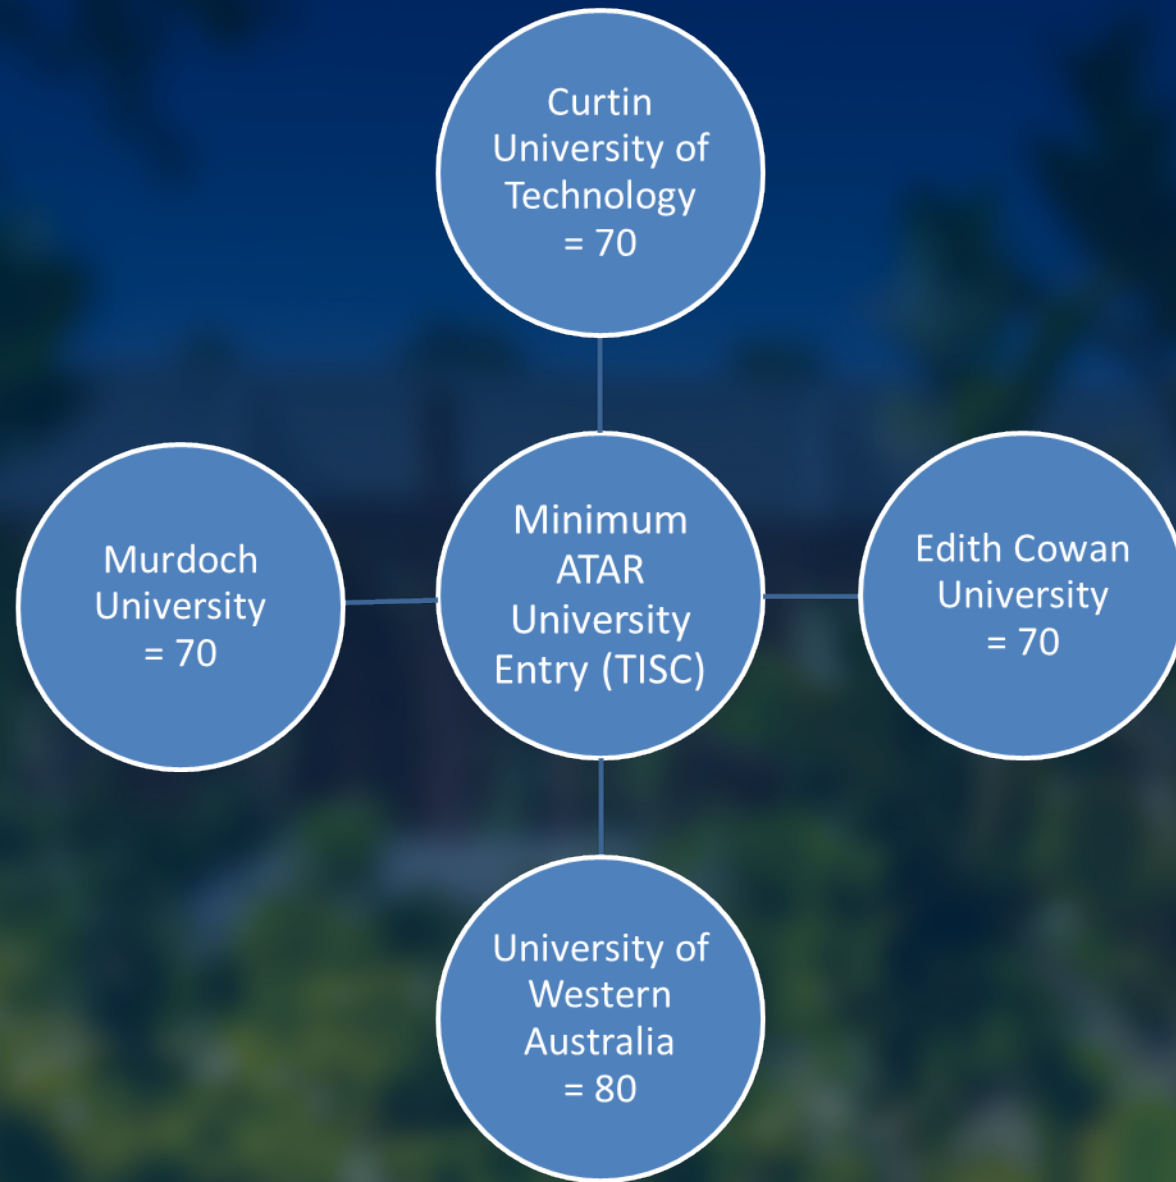 Curtin
University of
Technology
= 70
Murdoch
University
= 70
Minimum
ATAR
University
Entry (TISC)
Edith Cowan
University
= 70
University of
Western
Australia
= 80